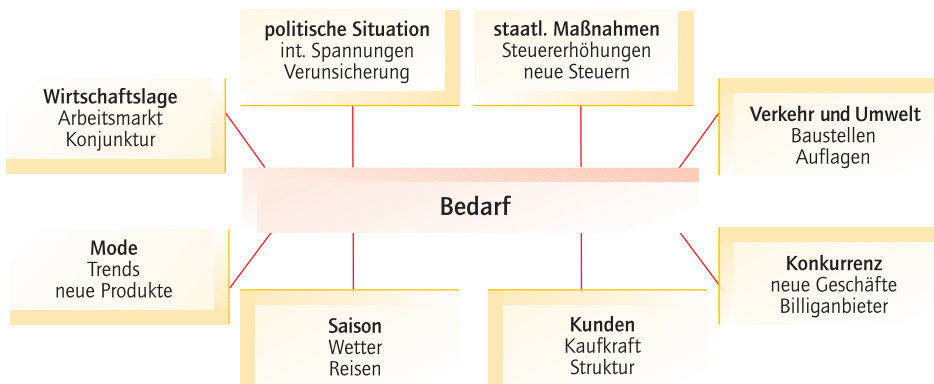 politische Situation
int. Spannungen
Verunsicherung
staatl. Maßnahmen
Steuererhöhungen
neue Steuern
Wirtschaftslage
Arbeitsmarkt
Konjunktur
Verkehr und Umwelt
Baustellen
Auflagen
Bedarf
Mode
Trends
neue Produkte
Konkurrenz
neue Geschäfte
Billiganbieter
Saison
Wetter
Reisen
Kunden
Kaufkraft
Struktur